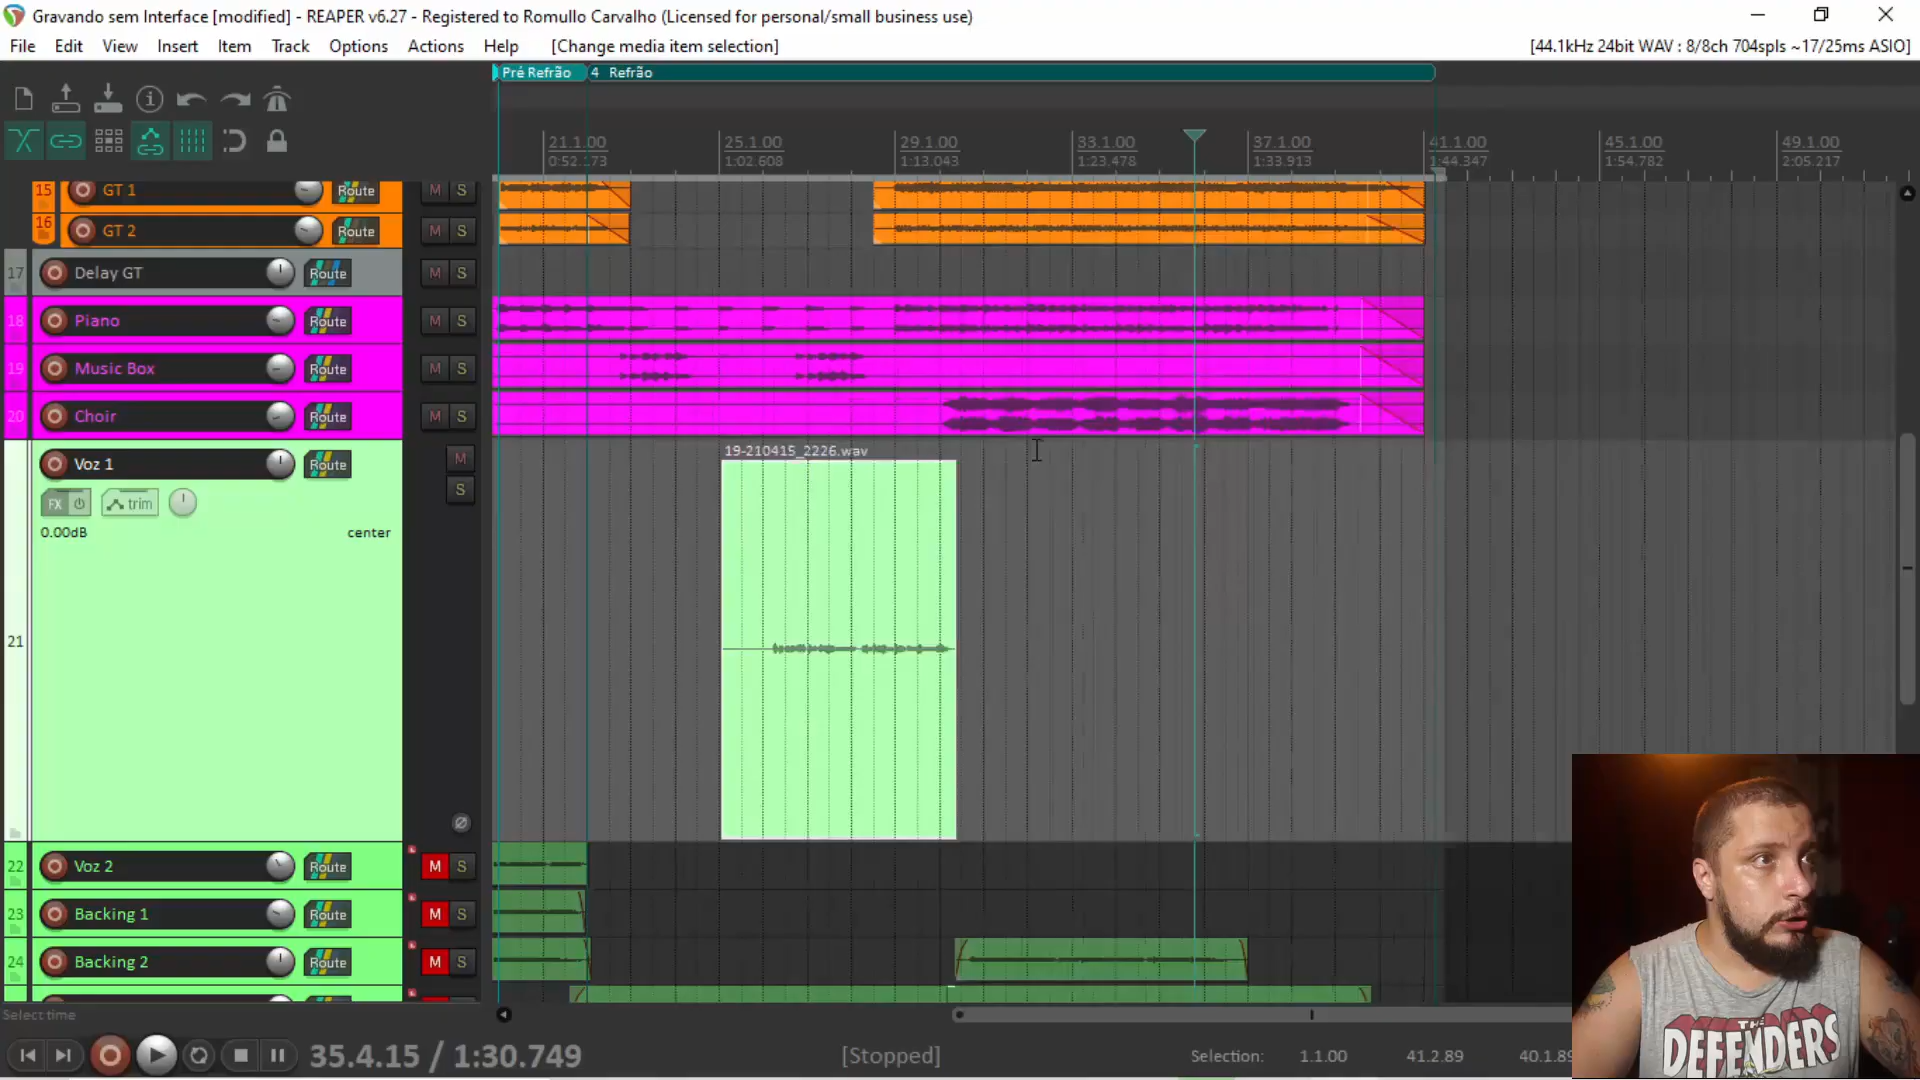 Gravando sem Interface [modified] - REAPER v6.27 - Registered to Romullo Carvalho (Licensed for personal/small business use)
File Edit View Insert Item Track Options Actions Help [Change media item selection] [44.1kHz 24bit WAV : 8/8ch 704spls ~17/25ms ASIO]
Pré Refrão 4 Refrão
21.1.00 25.1.00 29.1.00 33.1.00 37.1.00 41.1.00 45.1.00 49.1.00
0:52.173 1:02.608 1:13.043 1:23.478 1:33.913 1:44.347 1:54.782 2:05.217
15 GT 1 Route M S
16 GT 2 Route M S
17 Delay GT Route M S
18 Piano Route M S
19 Music Box Route M S
20 Choir Route M S
19-210415_2226.wav
Voz 1 Route M
S
FX trim
0.00dB center
21
22 Voz 2 Route M S
23 Backing 1 Route M S
24 Backing 2 Route M S
Select time
35.4.15 / 1:30.749 [Stopped] Selection: 1.1.00 41.2.89 40.1.89
THE
DEFENDERS